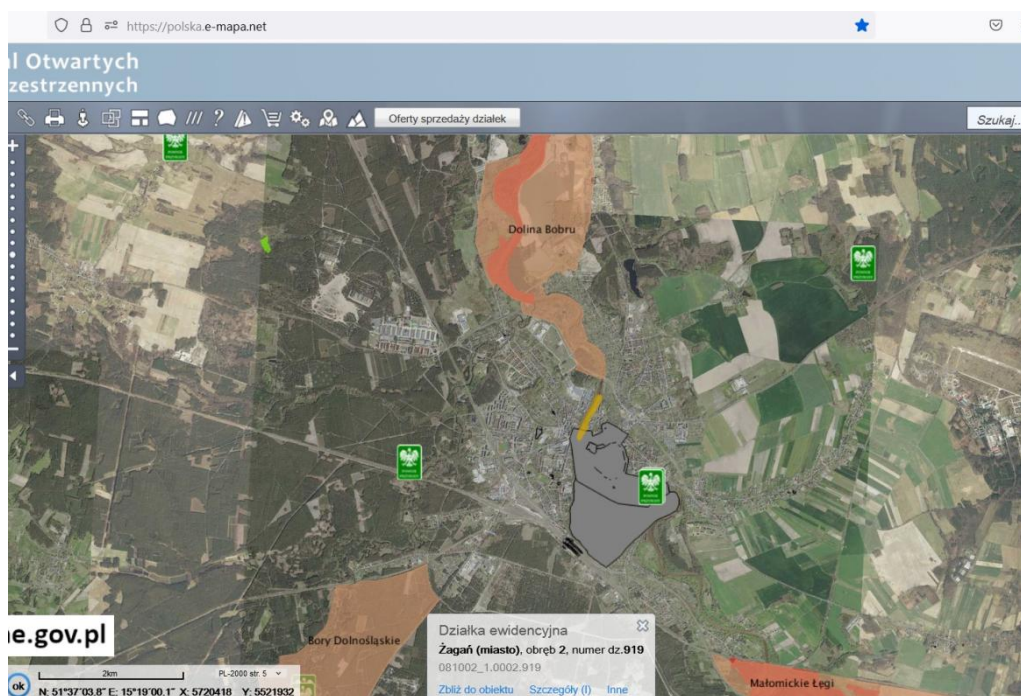 https://polska.e-mapa.net
al Otwartych
zestrzennych
Oferty sprzedaży działek
Szukaj...
Dolina Bobru
Bory Dolnośląskie
Małomickie Łęgi
ne.gov.pl
2km
PL-2000 str. 5
ok
N: 51°37'03.8" E: 15°19'00.1" X: 5720418 Y: 5521932
Działka ewidencyjna
Żagań (miasto), obręb 2, numer dz.919
081002_1.0002.919
Zbliż do obiektu Szczegóły (I) Inne